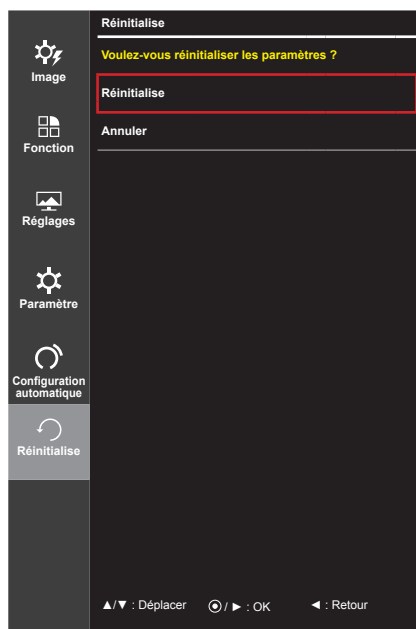 Image
Fonction
Réglages
Paramètre
Configuration
automatique
Réinitialise
Réinitialise
Voulez-vous réinitialiser les paramètres ?
Réinitialise
Annuler
▲/▼ : Déplacer ⦿ / ► : OK ◄ : Retour